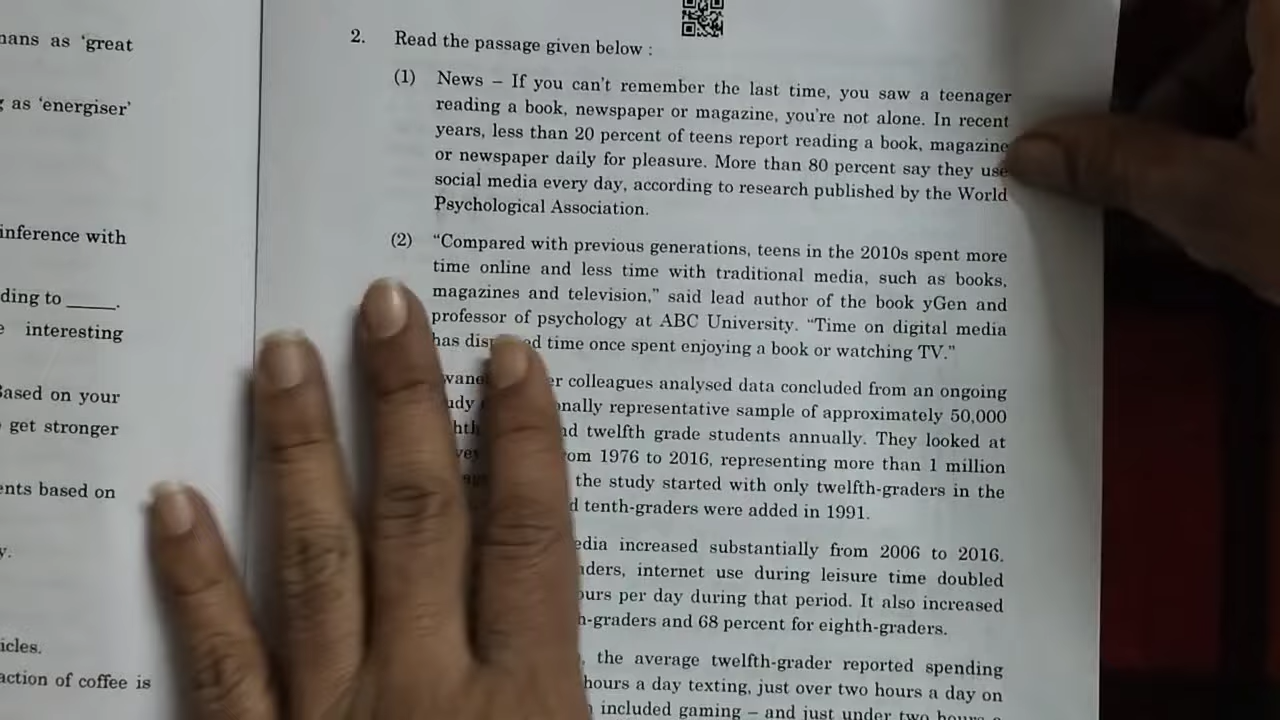 mans as ‘great
as ‘energiser’
inference with
ding to _____.
interesting
Based on your
get stronger
ents based on
y.
icles.
action of coffee is
2. Read the passage given below :
(1) News – If you can’t remember the last time, you saw a teenager
reading a book, newspaper or magazine, you’re not alone. In recent
years, less than 20 percent of teens report reading a book, magazine
or newspaper daily for pleasure. More than 80 percent say they use
social media every day, according to research published by the World
Psychological Association.
(2) “Compared with previous generations, teens in the 2010s spent more
time online and less time with traditional media, such as books,
magazines and television,” said lead author of the book yGen and
professor of psychology at ABC University. “Time on digital media
has time once spent enjoying a book or watching TV.”
colleagues analysed data concluded from an ongoing
representative sample of approximately 50,000
twelfth grade students annually. They looked at
1976 to 2016, representing more than 1 million
the study started with only twelfth-graders in the
tenth-graders were added in 1991.
increased substantially from 2006 to 2016.
internet use during leisure time doubled
per day during that period. It also increased
and 68 percent for eighth-graders.
, the average twelfth-grader reported spending
hours a day texting, just over two hours a day on
included gaming – and just under two hours a